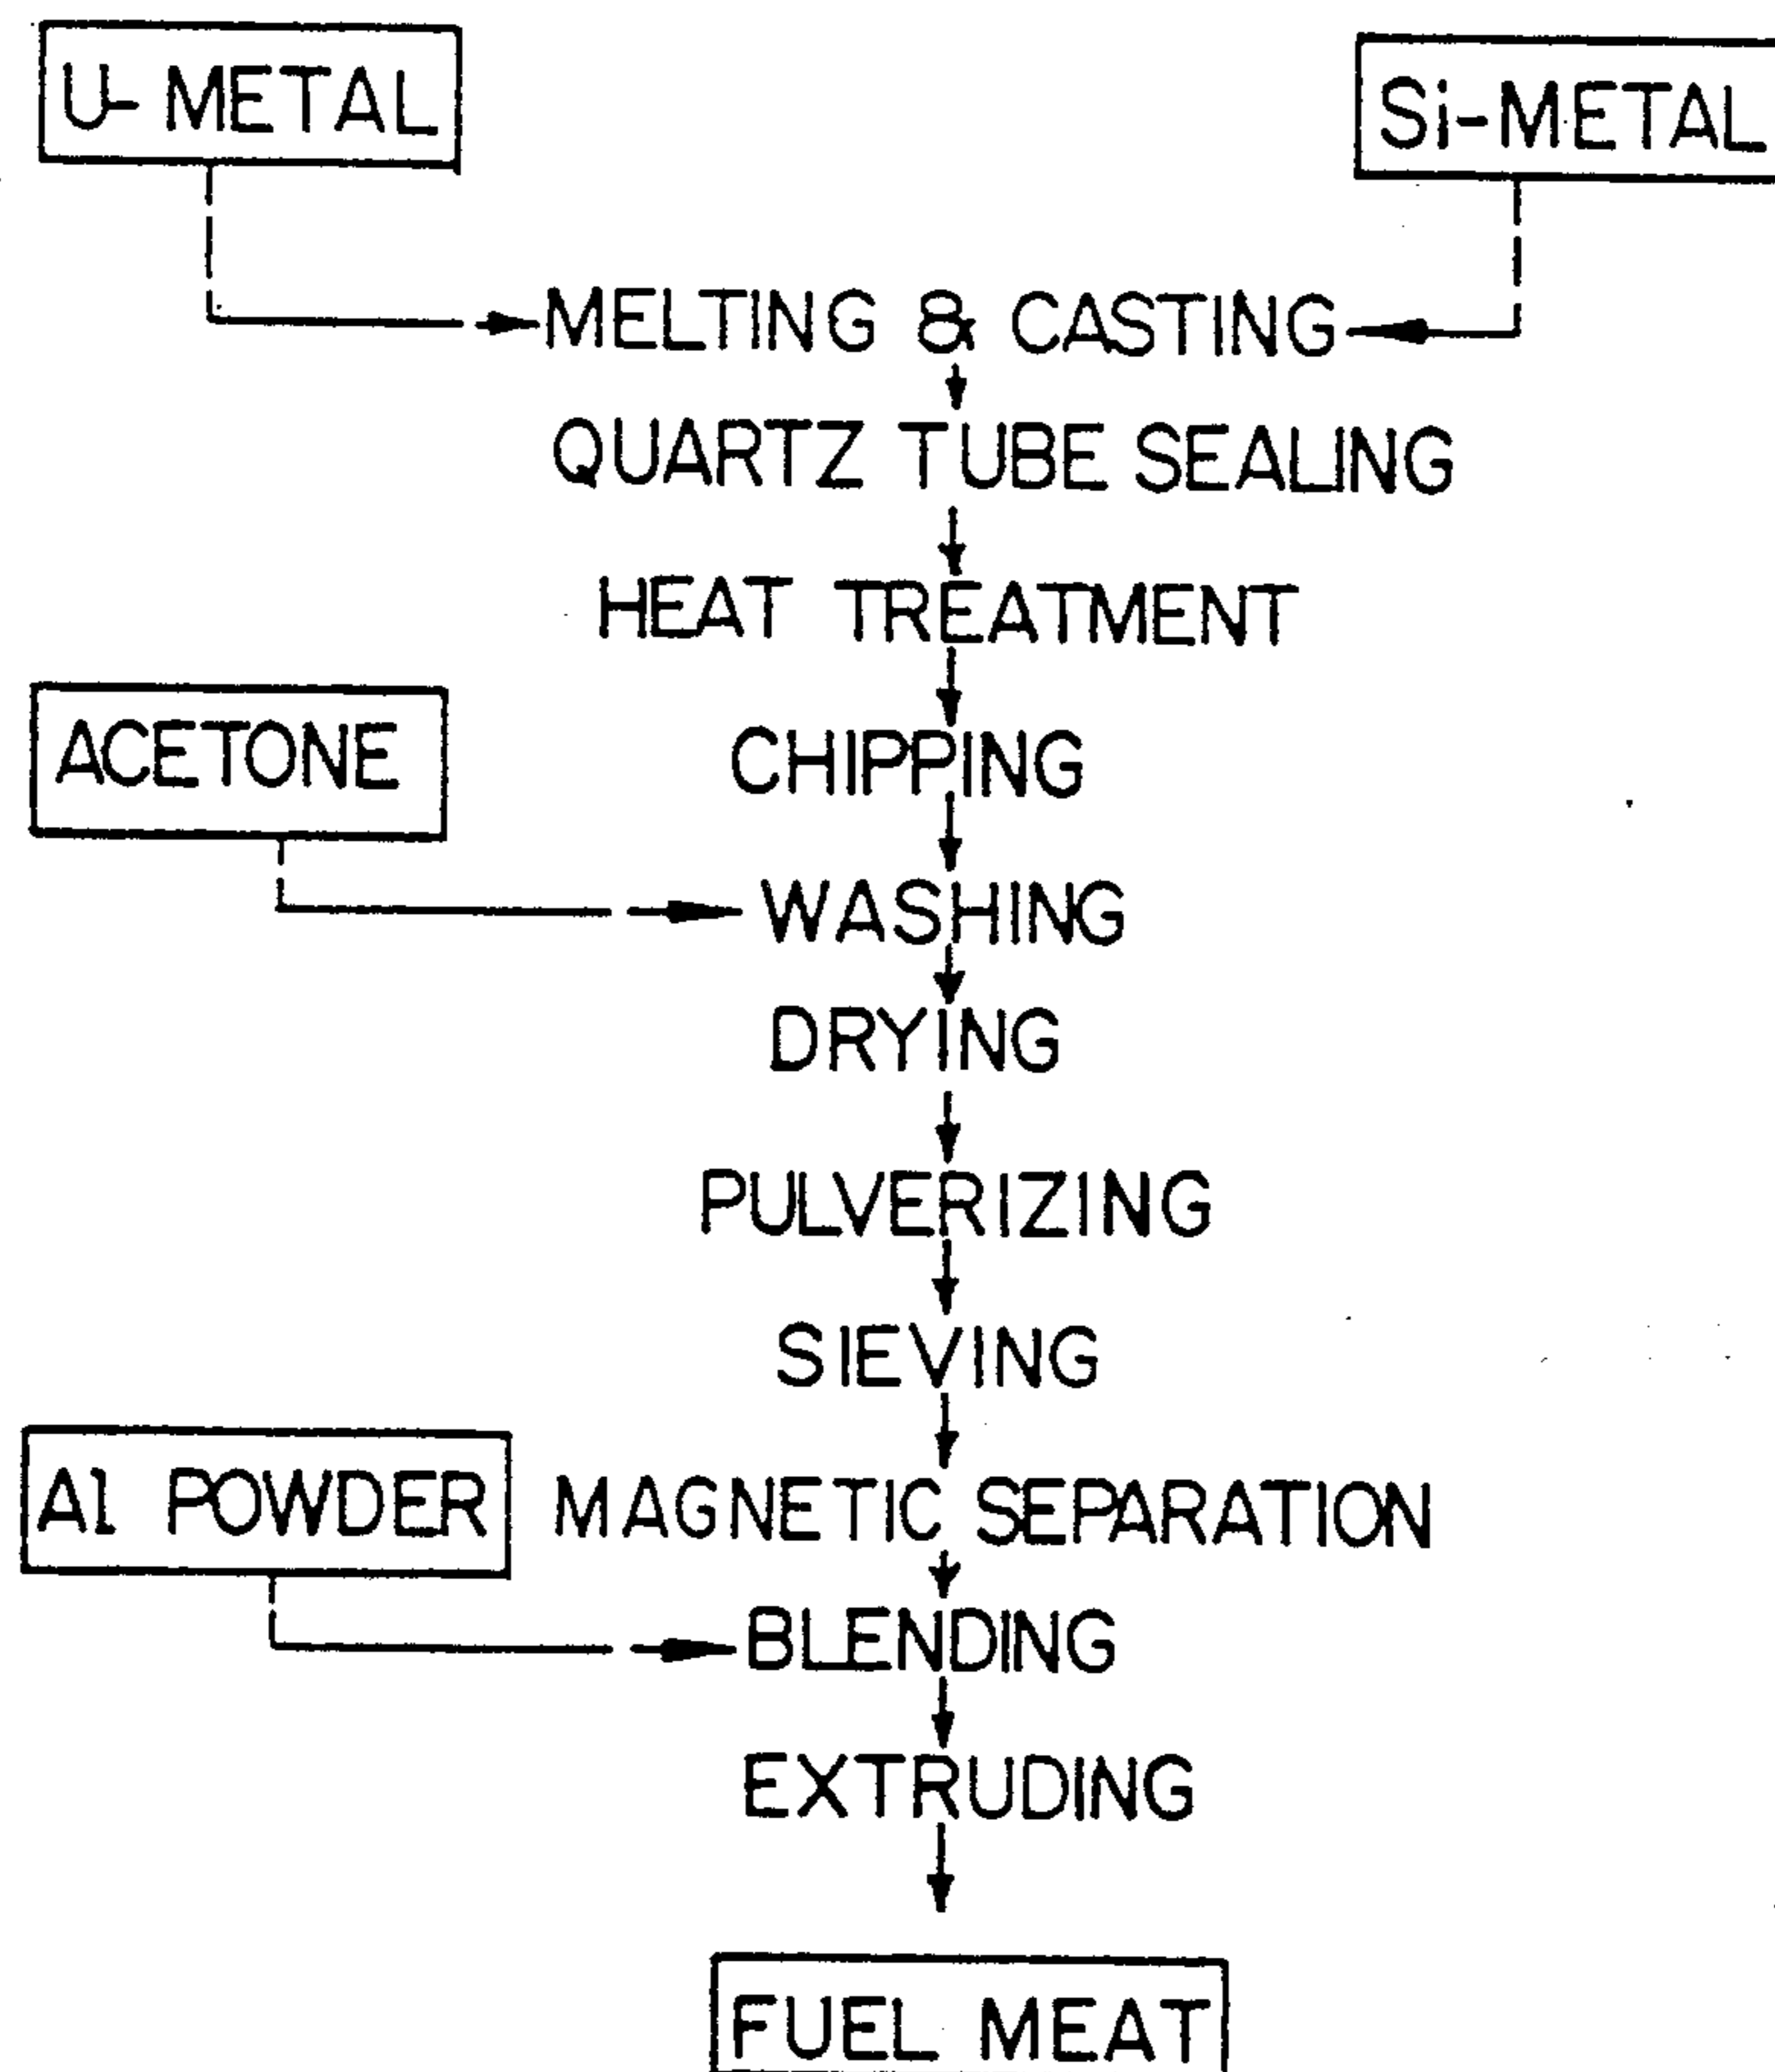 U-METAL
Si-METAL
MELTING & CASTING
QUARTZ TUBE SEALING
HEAT TREATMENT
ACETONE
CHIPPING
WASHING
DRYING
PULVERIZING
SIEVING
Al POWDER
MAGNETIC SEPARATION
BLENDING
EXTRUDING
FUEL MEAT